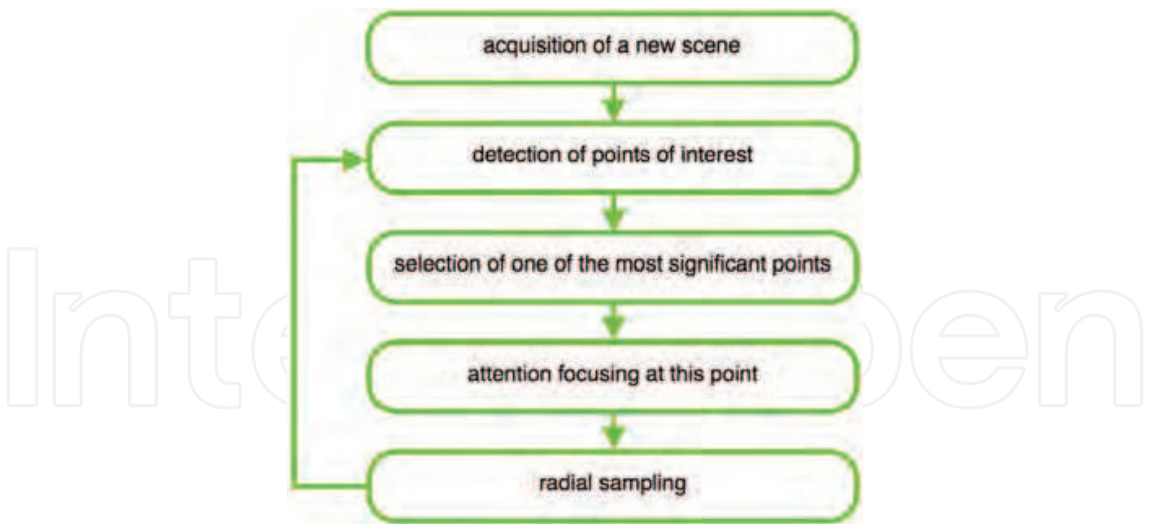 acquisition of a new scene
detection of points of interest
selection of one of the most significant points
attention focusing at this point
radial sampling